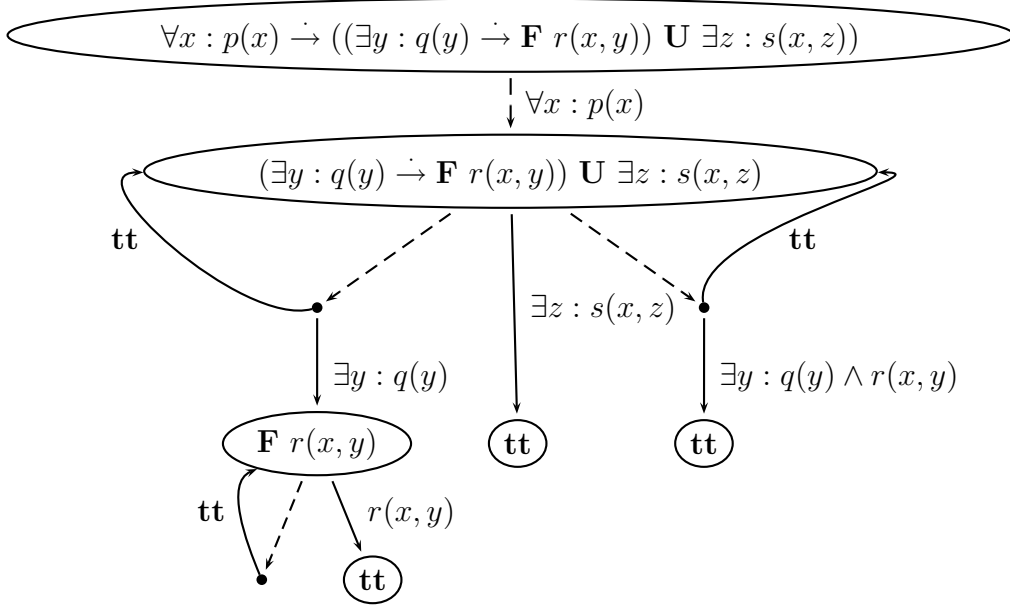 ∀x : p(x) →̇ ((∃y : q(y) →̇ F r(x, y)) U ∃z : s(x, z))
∀x : p(x)
(∃y : q(y) →̇ F r(x, y)) U ∃z : s(x, z)
tt
tt
∃z : s(x, z)
∃y : q(y)
∃y : q(y) ∧ r(x, y)
F r(x, y)
tt
tt
tt
r(x, y)
tt